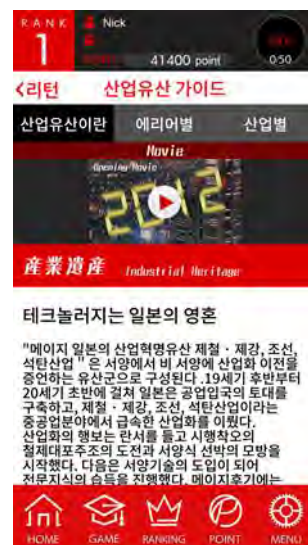 RANK
1
Nick
41400 point
0:50
<리턴 산업유산 가이드
산업유산이란 에리어별 산업별
Movie
Opening Movie
2012
産業遺産 Industrial Heritage
테크놀러지는 일본의 영혼
"메이지 일본의 산업혁명유산 제철・제강, 조선,
석탄산업 " 은 서양에서 비 서양에 산업화 이전을
증언하는 유산군으로 구성된다 .19세기 후반부터
20세기 초반에 걸쳐 일본은 공업입국의 토대를
구축하고, 제철・제강, 조선, 석탄산업이라는
중공업분야에서 급속한 산업화를 이뤘다.
산업화의 행보는 란서를 들고 시행착오의
철제대포주조의 도전과 서양식 선박의 모방을
시작했다. 다음은 서양기술의 도입이 되어
전문지식의 습득을 진행했다. 메이지후기에는
HOME GAME RANKING POINT MENU